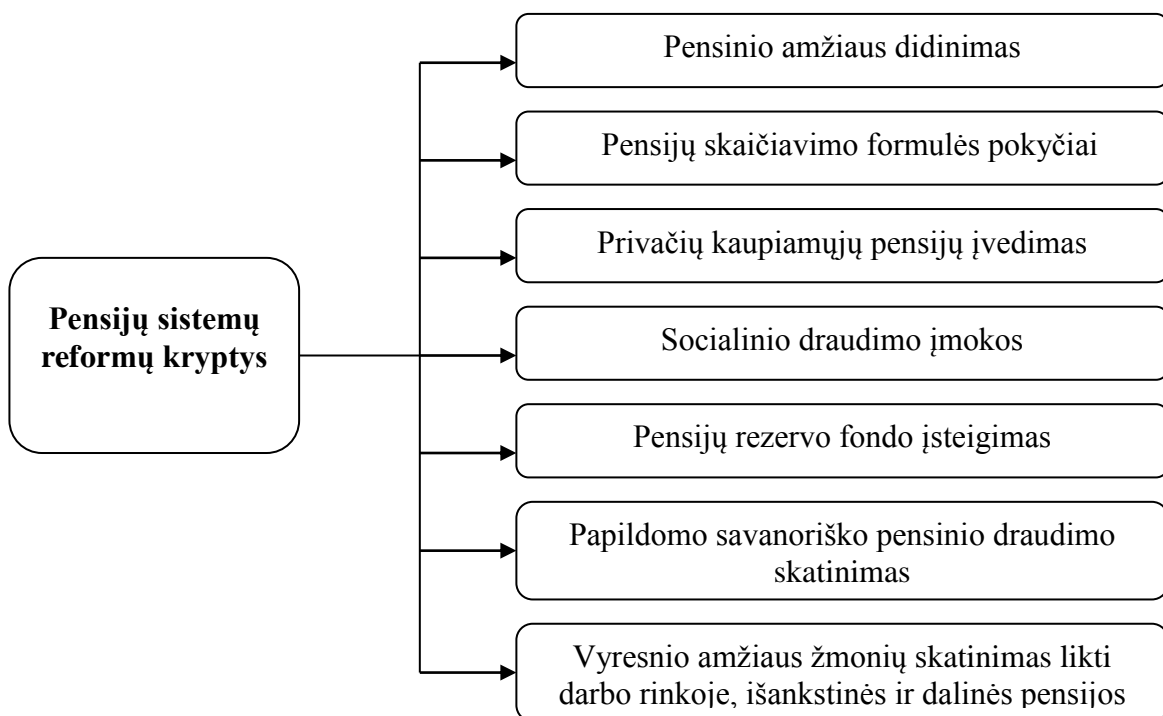 Pensinio amžiaus didinimas
Pensijų skaičiavimo formulės pokyčiai
Privačių kaupiamųjų pensijų įvedimas
Pensijų sistemų
reformų kryptys
Socialinio draudimo įmokos
Pensijų rezervo fondo įsteigimas
Papildomo savanoriško pensinio draudimo
skatinimas
Vyresnio amžiaus žmonių skatinimas likti
darbo rinkoje, išankstinės ir dalinės pensijos